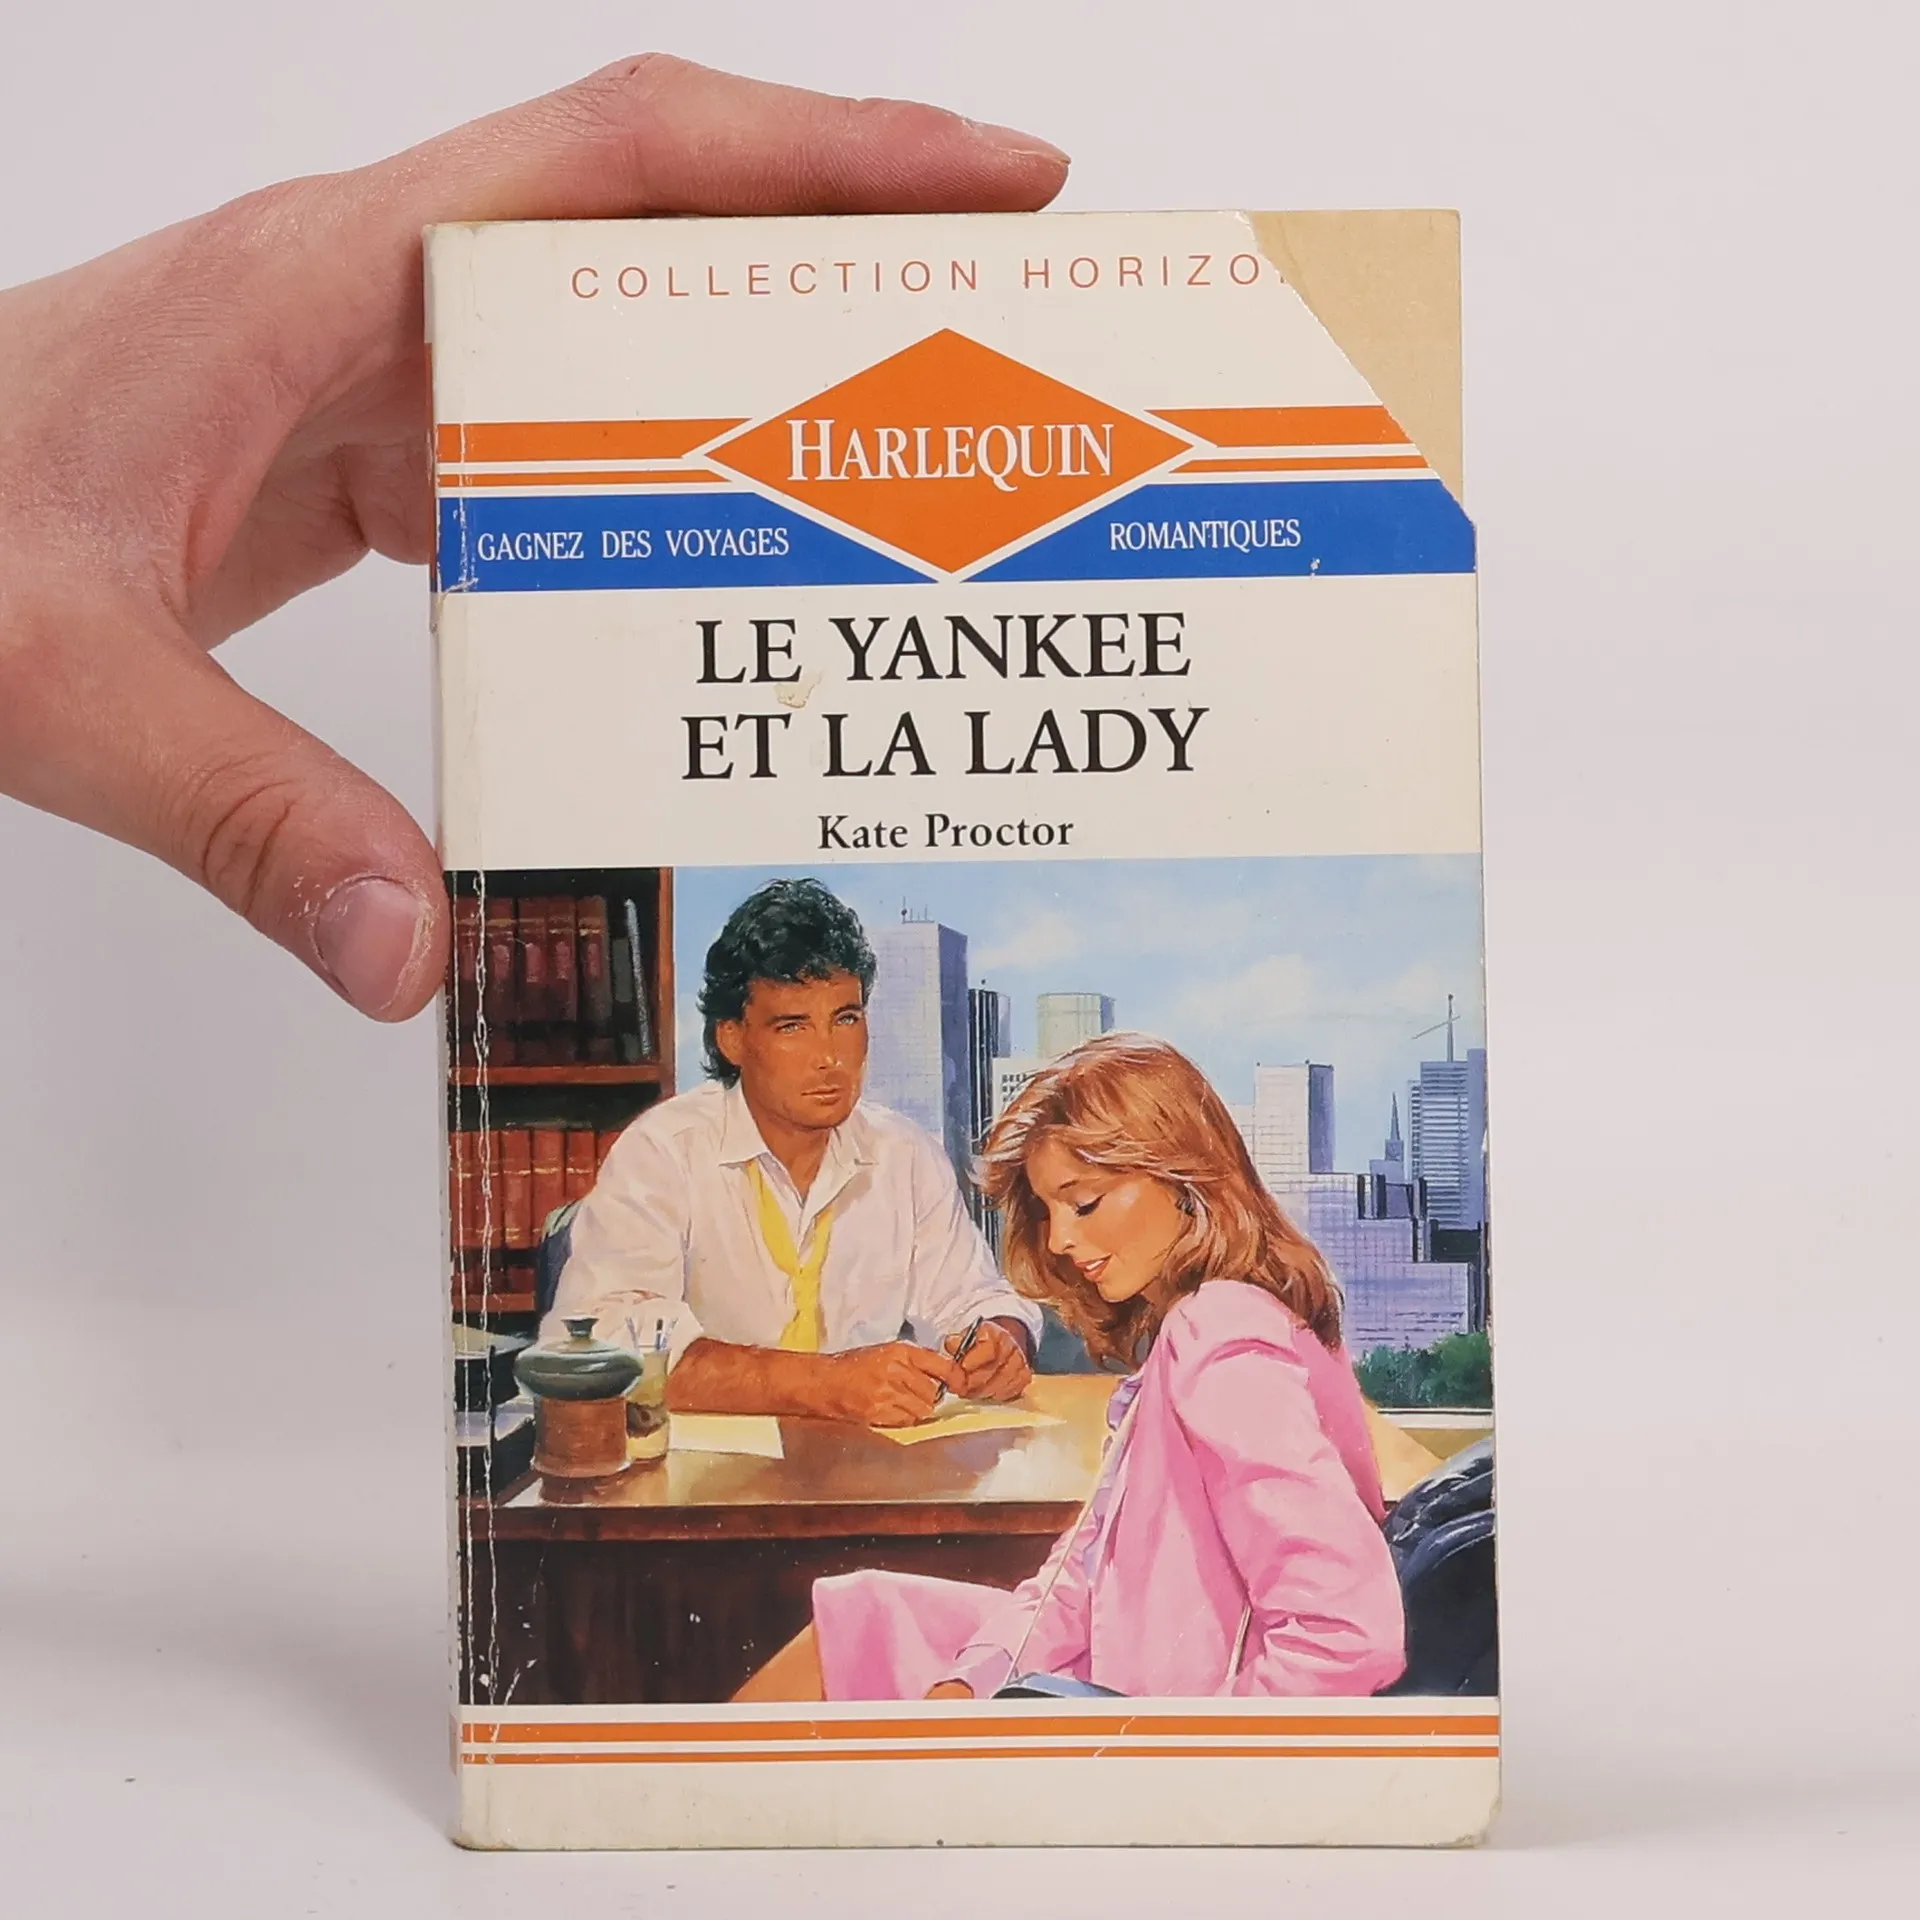 COLLECTION HORIZO
HARLEQUIN
GAGNEZ DES VOYAGES ROMANTIQUES
LE YANKEE
ET LA LADY
Kate Proctor